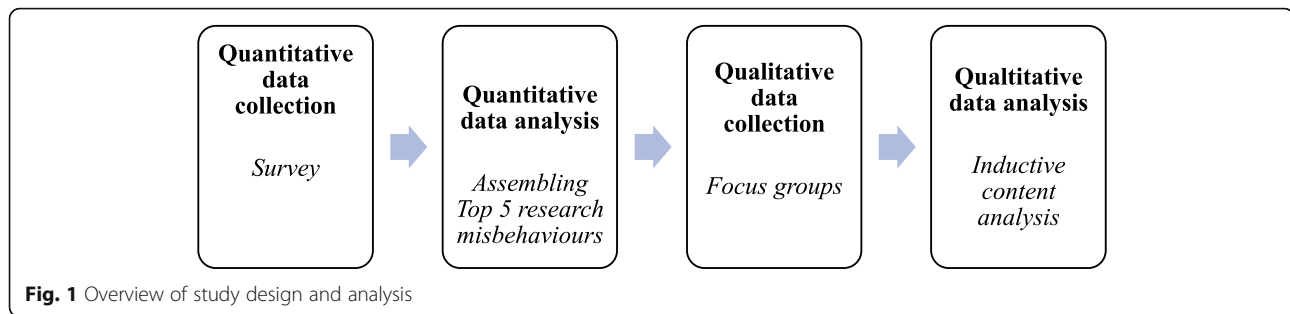 Quantitative
data
collection
Survey
Quantitative
data analysis
Assembling
Top 5 research
misbehaviours
Qualitative
data
collection
Focus groups
Qualtitative
data analysis
Inductive
content
analysis
Fig. 1 Overview of study design and analysis